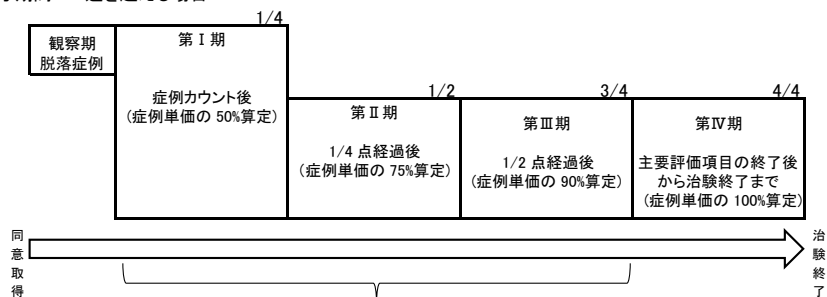 1/4
観察期
脱落症例
第Ⅰ期
症例カウント後
(症例単価の 50%算定)
1/2
第Ⅱ期
1/4 点経過後
(症例単価の 75%算定)
3/4
第Ⅲ期
1/2 点経過後
(症例単価の 90%算定)
4/4
第Ⅳ期
主要評価項目の終了後
から治験終了まで
(症例単価の 100%算定)
同意取得
治験終了